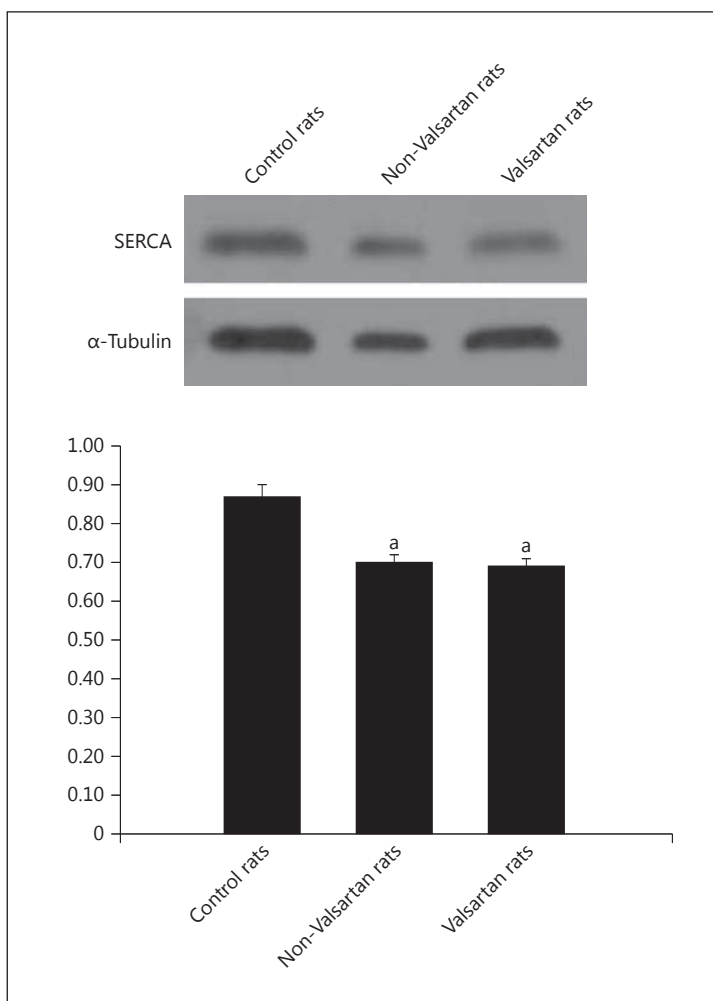 Control rats
Non-Valsartan rats
Valsartan rats
SERCA
α-Tubulin
1.00
0.90
0.80
0.70
0.60
0.50
0.40
0.30
0.20
0.10
0
a
a
Control rats
Non-Valsartan rats
Valsartan rats